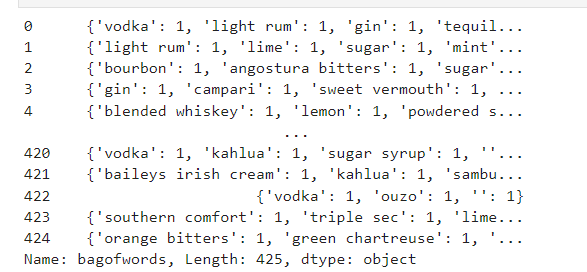 0 {'vodka': 1, 'light rum': 1, 'gin': 1, 'tequil...
1 {'light rum': 1, 'lime': 1, 'sugar': 1, 'mint'...
2 {'bourbon': 1, 'angostura bitters': 1, 'sugar'...
3 {'gin': 1, 'campari': 1, 'sweet vermouth': 1, ...
4 {'blended whiskey': 1, 'lemon': 1, 'powdered s...
...
420 {'vodka': 1, 'kahlua': 1, 'sugar syrup': 1, ''...
421 {'baileys irish cream': 1, 'kahlua': 1, 'sambu...
422 {'vodka': 1, 'ouzo': 1, '': 1}
423 {'southern comfort': 1, 'triple sec': 1, 'lime...
424 {'orange bitters': 1, 'green chartreuse': 1, '...
Name: bagofwords, Length: 425, dtype: object